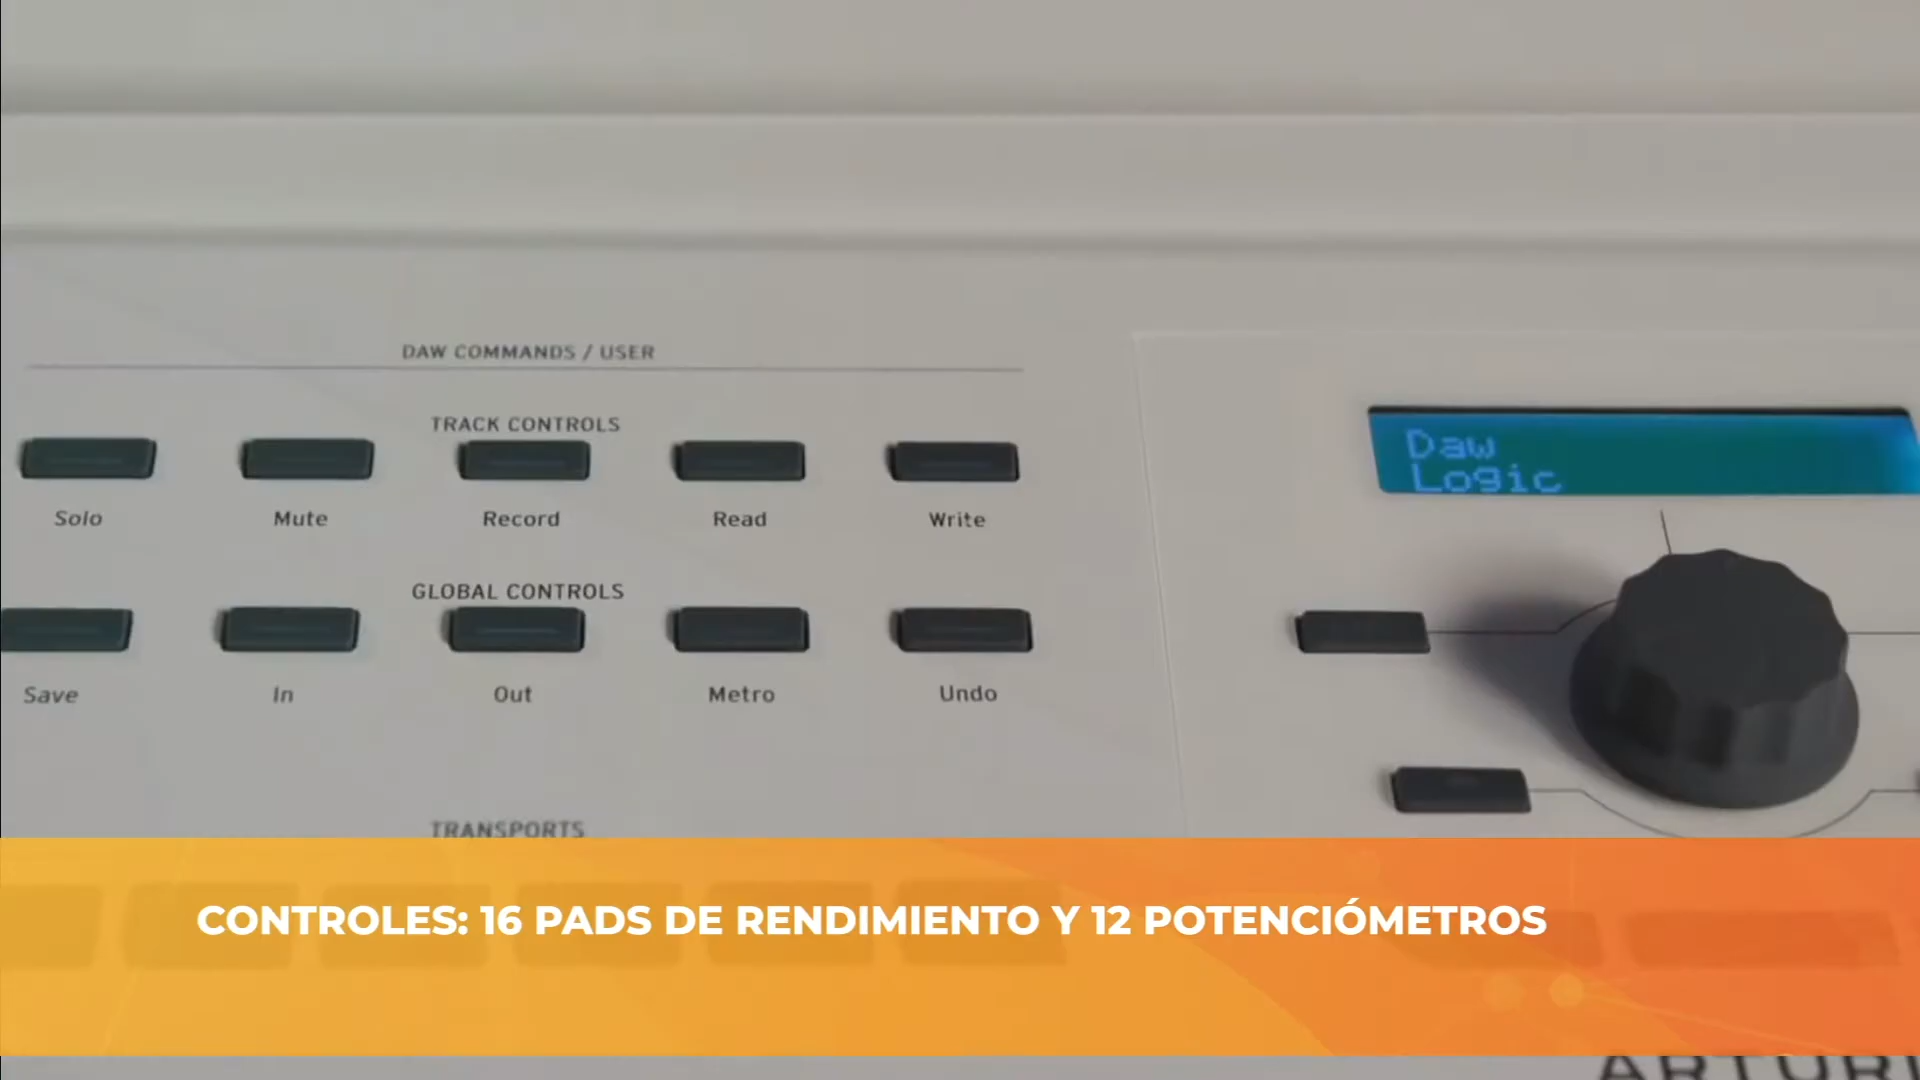 DAW COMMANDS / USER
TRACK CONTROLS
Solo Mute Record Read Write
GLOBAL CONTROLS
Save In Out Metro Undo
TRANSPORTS
Daw
Logic
CONTROLES: 16 PADS DE RENDIMIENTO Y 12 POTENCIÓMETROS